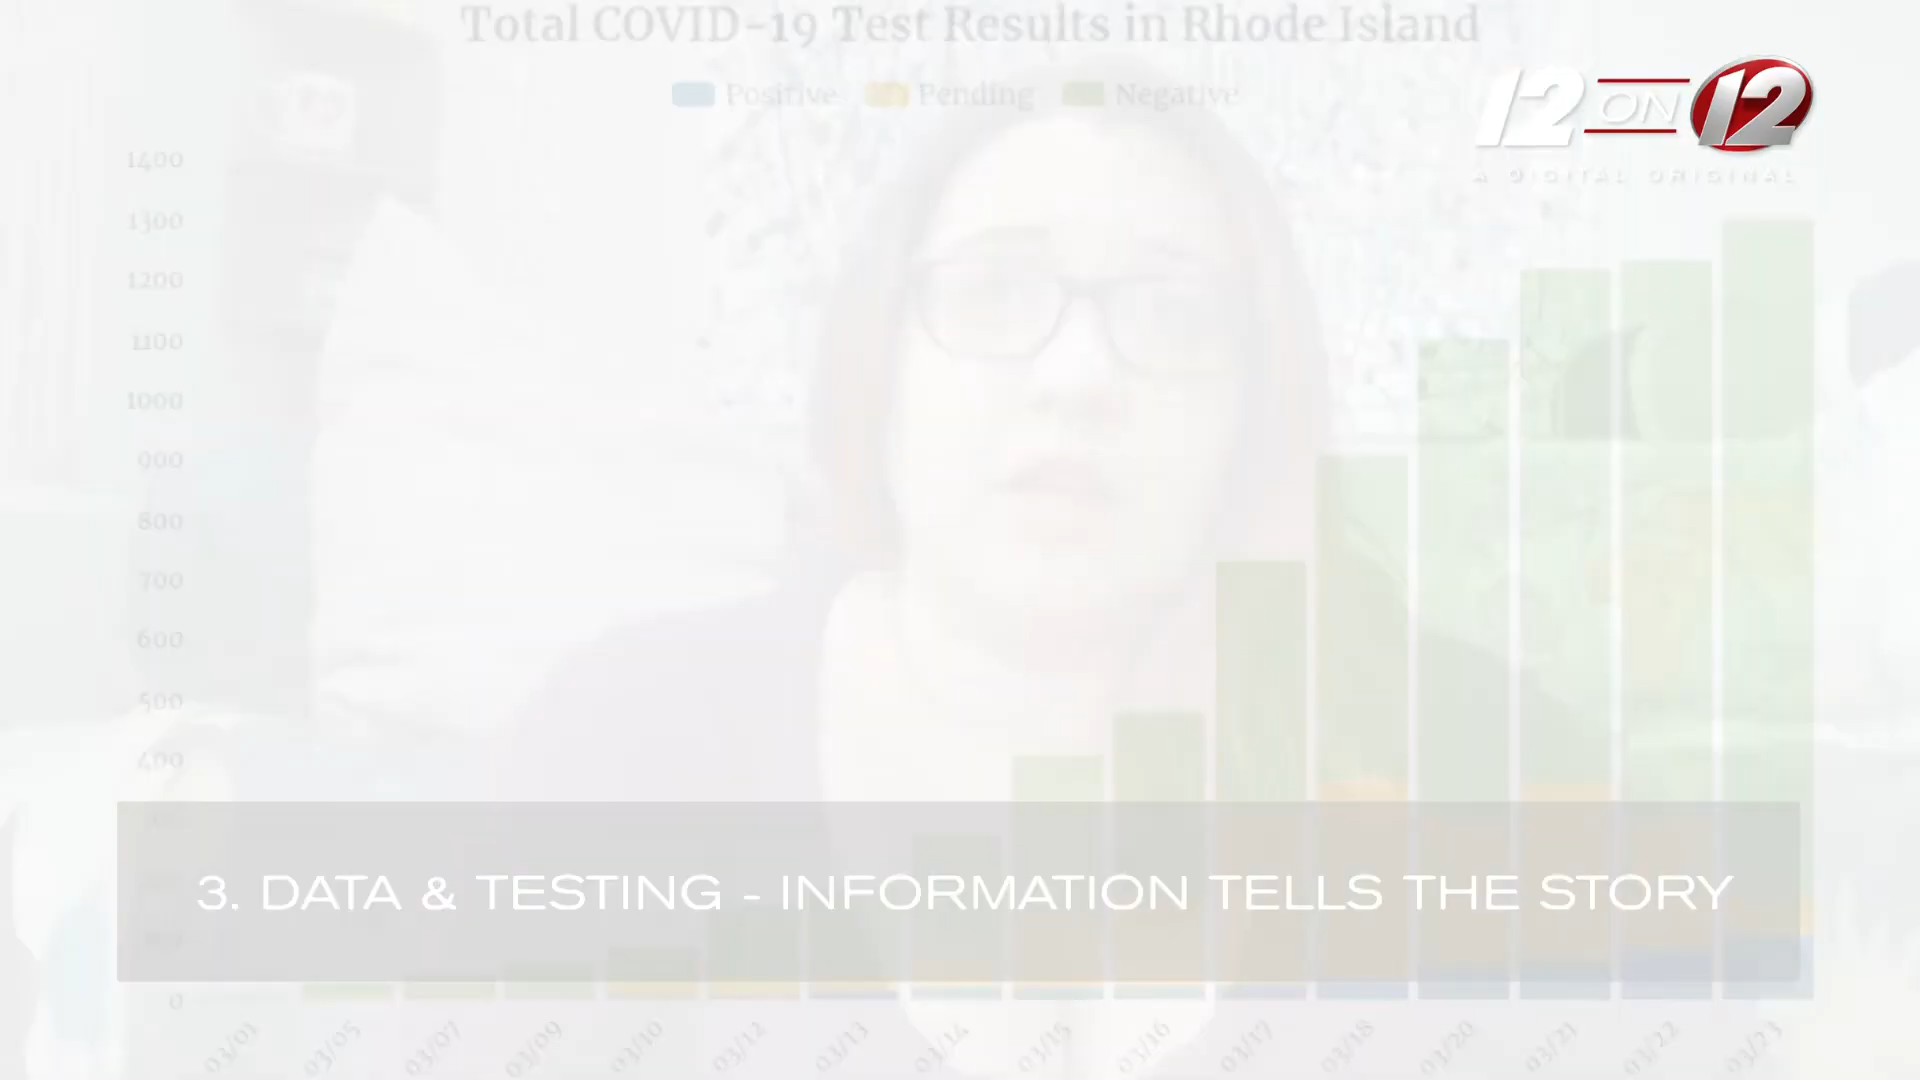 Total COVID-19 Test Results in Rhode Island
Positive Pending Negative
12 ON 12
A DIGITAL ORIGINAL
1400
1300
1200
1100
1000
900
800
700
600
500
400
3. DATA & TESTING - INFORMATION TELLS THE STORY
0
03/01 03/05 03/07 03/09 03/10 03/12 03/13 03/14 03/15 03/16 03/17 03/18 03/20 03/21 03/22 03/23